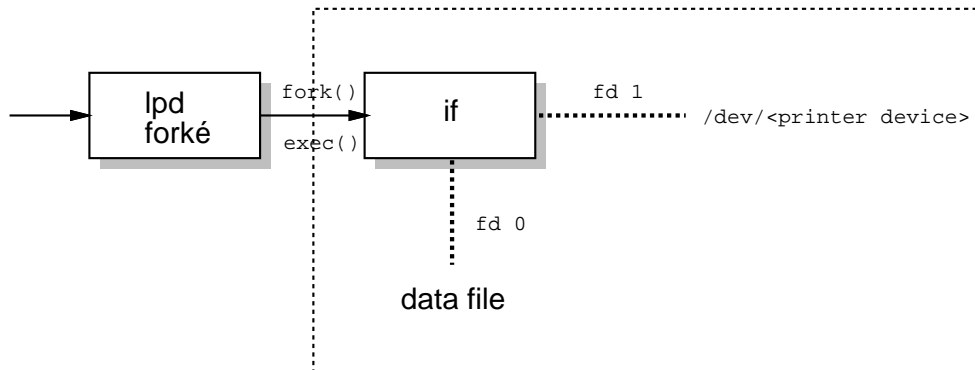 lpd
forké
fork()
exec()
if
fd 1
/dev/<printer device>
fd 0
data file